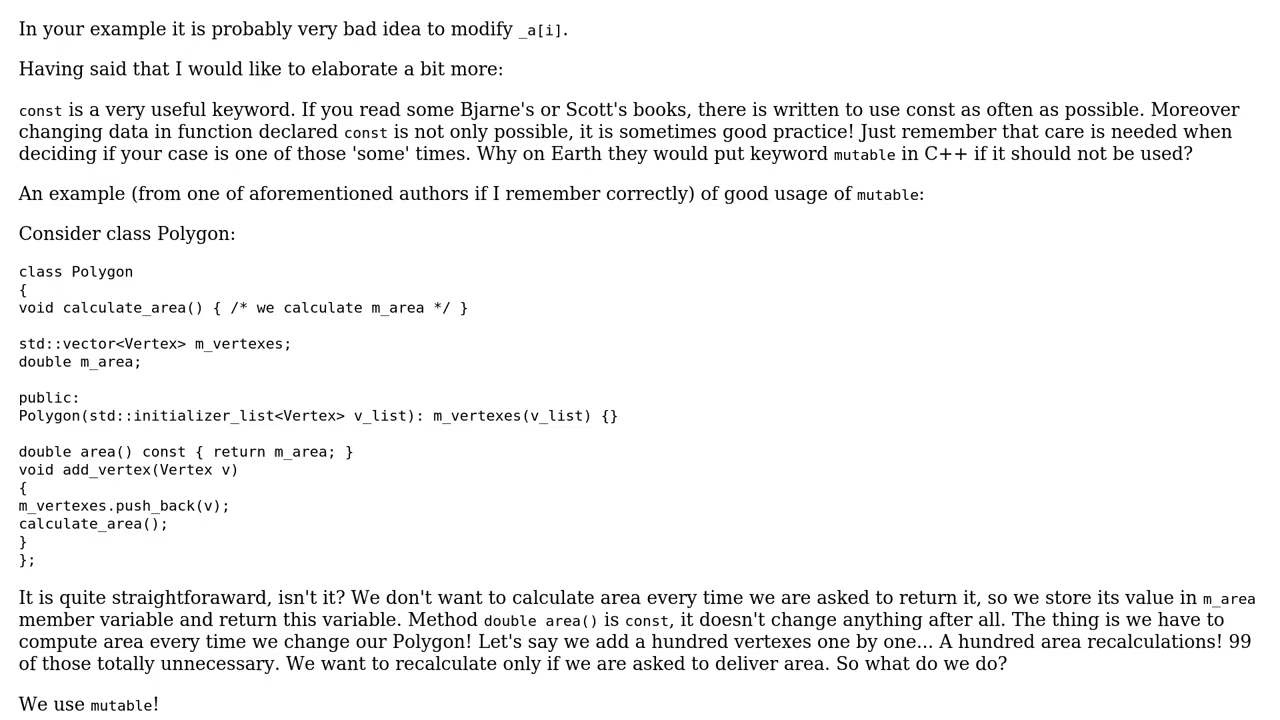 In your example it is probably very bad idea to modify _a[i].
Having said that I would like to elaborate a bit more:
const is a very useful keyword. If you read some Bjarne's or Scott's books, there is written to use const as often as possible. Moreover
changing data in function declared const is not only possible, it is sometimes good practice! Just remember that care is needed when
deciding if your case is one of those 'some' times. Why on Earth they would put keyword mutable in C++ if it should not be used?
An example (from one of aforementioned authors if I remember correctly) of good usage of mutable:
Consider class Polygon:
class Polygon
{
void calculate_area() { /* we calculate m_area */ }
std::vector<Vertex> m_vertexes;
double m_area;
public:
Polygon(std::initializer_list<Vertex> v_list): m_vertexes(v_list) {}
double area() const { return m_area; }
void add_vertex(Vertex v)
{
m_vertexes.push_back(v);
calculate_area();
}
};
It is quite straightforaward, isn't it? We don't want to calculate area every time we are asked to return it, so we store its value in m_area
member variable and return this variable. Method double area() is const, it doesn't change anything after all. The thing is we have to
compute area every time we change our Polygon! Let's say we add a hundred vertexes one by one... A hundred area recalculations! 99
of those totally unnecessary. We want to recalculate only if we are asked to deliver area. So what do we do?
We use mutable!